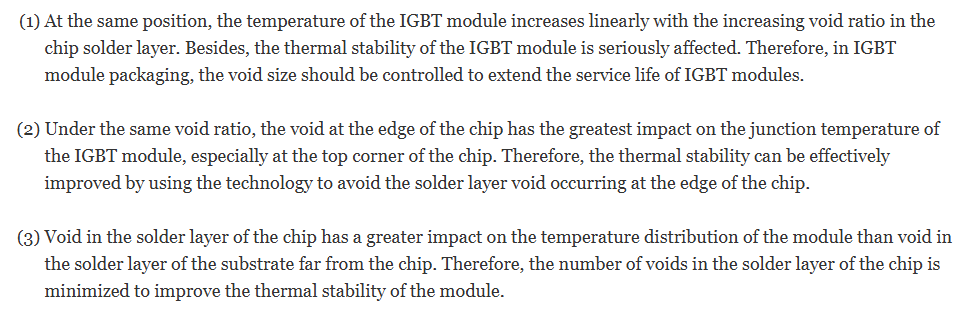 (1) At the same position, the temperature of the IGBT module increases linearly with the increasing void ratio in the
chip solder layer. Besides, the thermal stability of the IGBT module is seriously affected. Therefore, in IGBT
module packaging, the void size should be controlled to extend the service life of IGBT modules.
(2) Under the same void ratio, the void at the edge of the chip has the greatest impact on the junction temperature of
the IGBT module, especially at the top corner of the chip. Therefore, the thermal stability can be effectively
improved by using the technology to avoid the solder layer void occurring at the edge of the chip.
(3) Void in the solder layer of the chip has a greater impact on the temperature distribution of the module than void in
the solder layer of the substrate far from the chip. Therefore, the number of voids in the solder layer of the chip is
minimized to improve the thermal stability of the module.